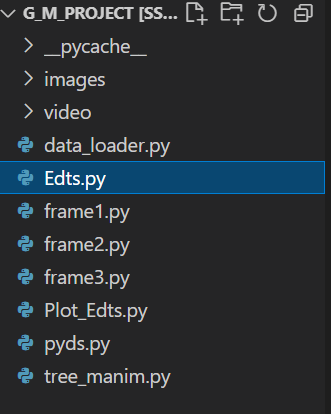 G_M_PROJECT [SS...
__pycache__
images
video
data_loader.py
Edts.py
frame1.py
frame2.py
frame3.py
Plot_Edts.py
pyds.py
tree_manim.py